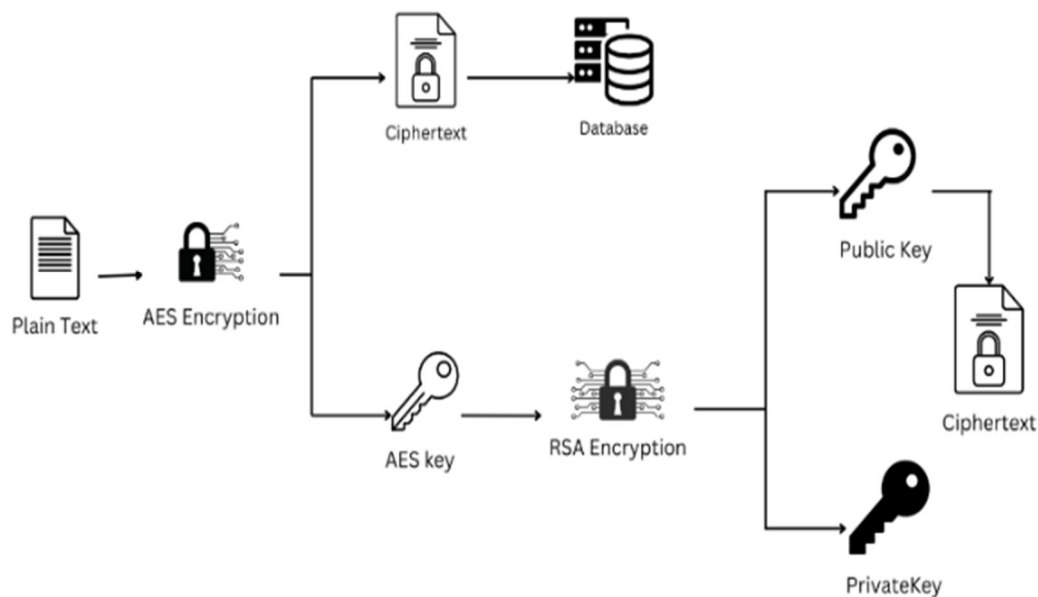 Ciphertext
Database
Public Key
Plain Text
AES Encryption
Ciphertext
AES key
RSA Encryption
PrivateKey